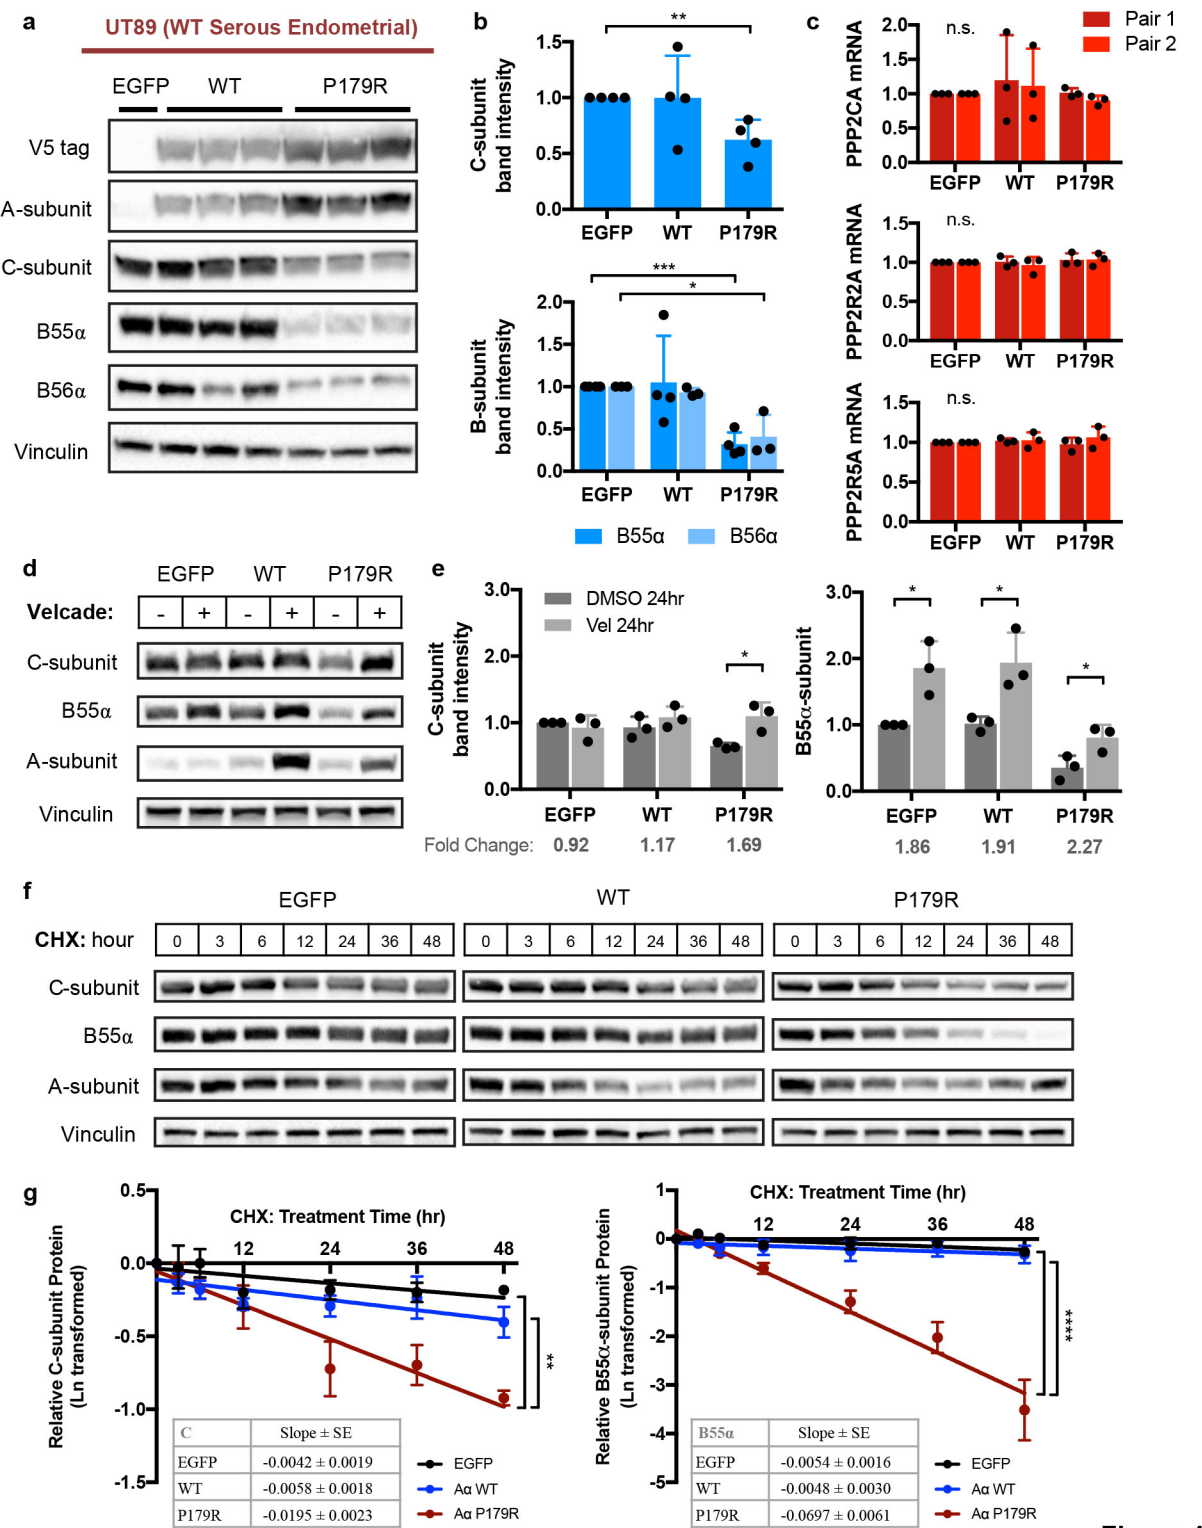 a
UT89 (WT Serous Endometrial)
EGFP WT P179R
V5 tag
A-subunit
C-subunit
B55α
B56α
Vinculin
b
C-subunit
band intensity
1.5
1.0
0.5
0.0
**
EGFP WT P179R
B-subunit
band intensity
2.0
1.5
1.0
0.5
0.0
***
*
EGFP WT P179R
B55α B56α
c
Pair 1
Pair 2
PPP2CA mRNA
2.0
1.5
1.0
0.5
0.0
n.s.
EGFP WT P179R
PPP2R2A mRNA
1.5
1.0
0.5
0.0
n.s.
EGFP WT P179R
PPP2R5A mRNA
1.5
1.0
0.5
0.0
n.s.
EGFP WT P179R
d
EGFP WT P179R
Velcade: - + - + - +
C-subunit
B55α
A-subunit
Vinculin
e
C-subunit
band intensity
3.0
2.0
1.0
0.0
DMSO 24hr
Vel 24hr
*
EGFP WT P179R
Fold Change: 0.92 1.17 1.69
B55α-subunit
3.0
2.0
1.0
0.0
* * *
EGFP WT P179R
1.86 1.91 2.27
f
EGFP WT P179R
CHX: hour 0 3 6 12 24 36 48 0 3 6 12 24 36 48 0 3 6 12 24 36 48
C-subunit
B55α
A-subunit
Vinculin
g
Relative C-subunit Protein
(Ln transformed)
0.5
0.0
-0.5
-1.0
-1.5
CHX: Treatment Time (hr)
12 24 36 48
**
C Slope ± SE
EGFP -0.0042 ± 0.0019
WT -0.0058 ± 0.0018
P179R -0.0195 ± 0.0023
EGFP
Aα WT
Aα P179R
Relative B55α-subunit Protein
(Ln transformed)
1
0
-1
-2
-3
-4
-5
CHX: Treatment Time (hr)
12 24 36 48
****
B55α Slope ± SE
EGFP -0.0054 ± 0.0016
WT -0.0048 ± 0.0030
P179R -0.0697 ± 0.0061
EGFP
Aα WT
Aα P179R